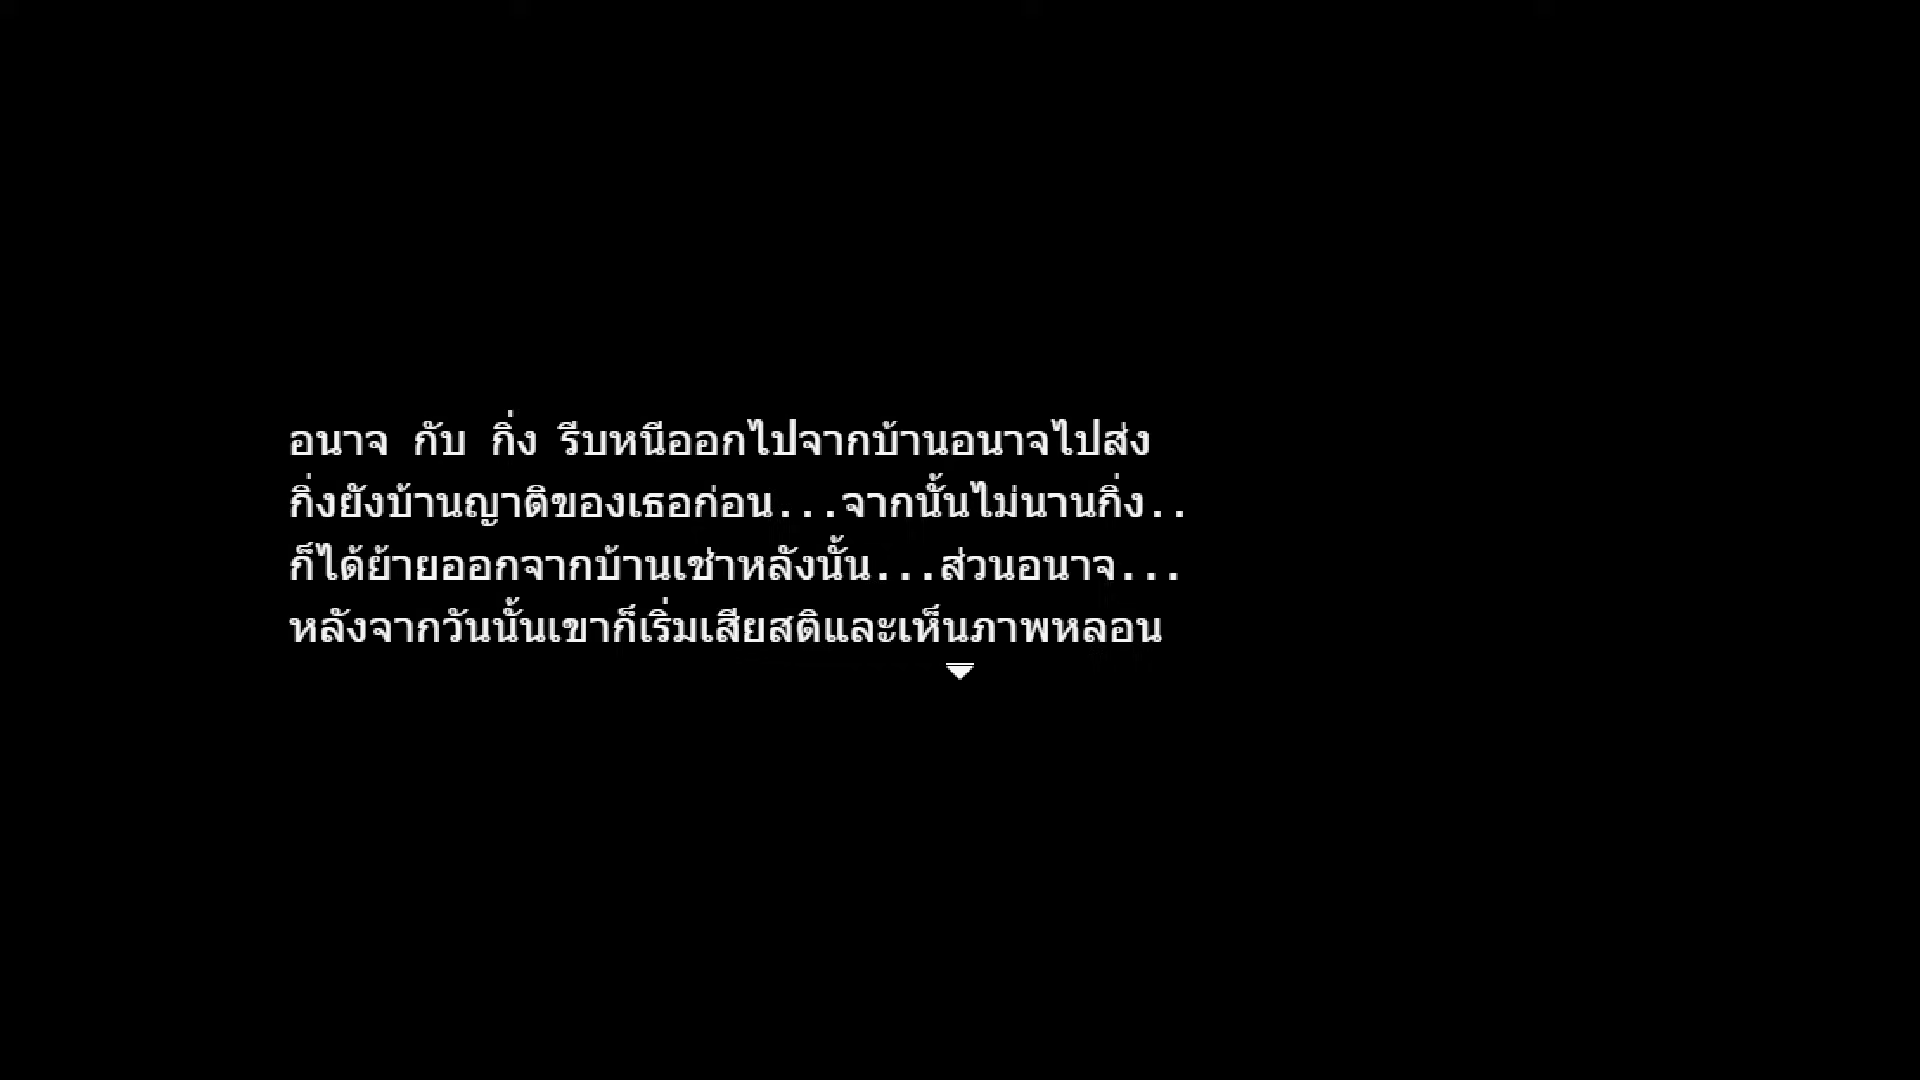 อนาจ กับ กิ่ง รีบหนีออกไปจากบ้านอนาจไปส่ง
กิ่งยังบ้านญาติของเธอก่อน...จากนั้นไม่นานกิ่ง..
ก็ได้ย้ายออกจากบ้านเช่าหลังนั้น...ส่วนอนาจ...
หลังจากวันนั้นเขาก็เริ่มเสียสติและเห็นภาพหลอน